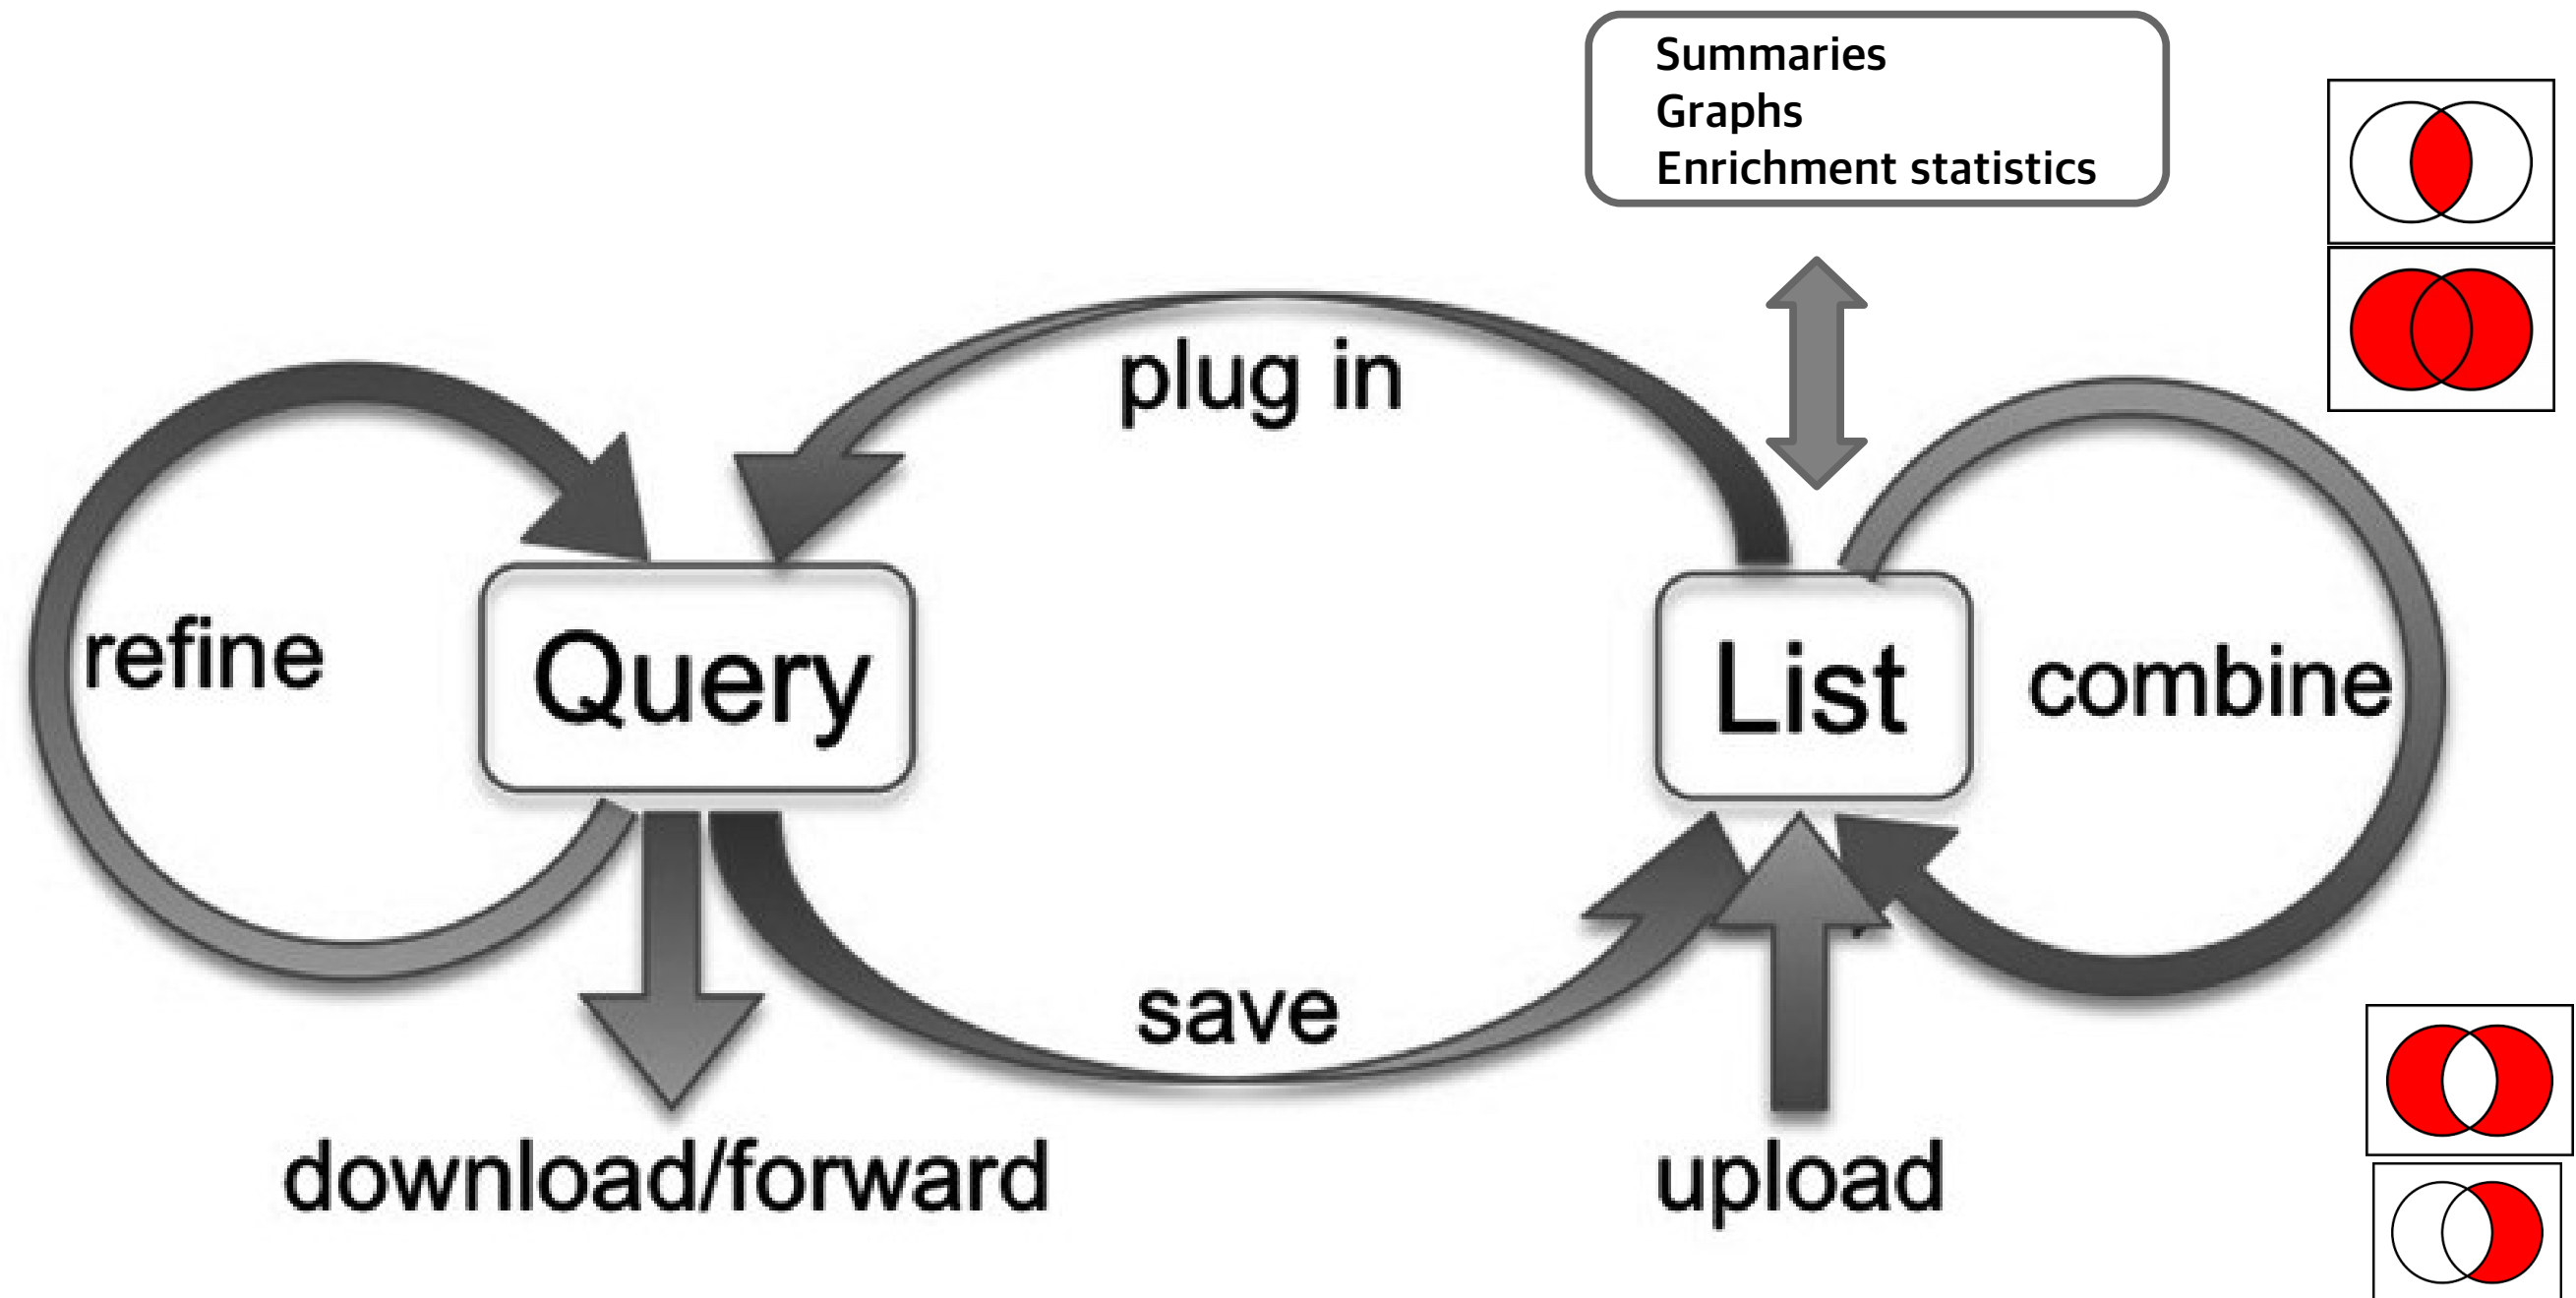 Summaries
Graphs
Enrichment statistics
plug in
refine
Query
List
combine
save
download/forward
upload